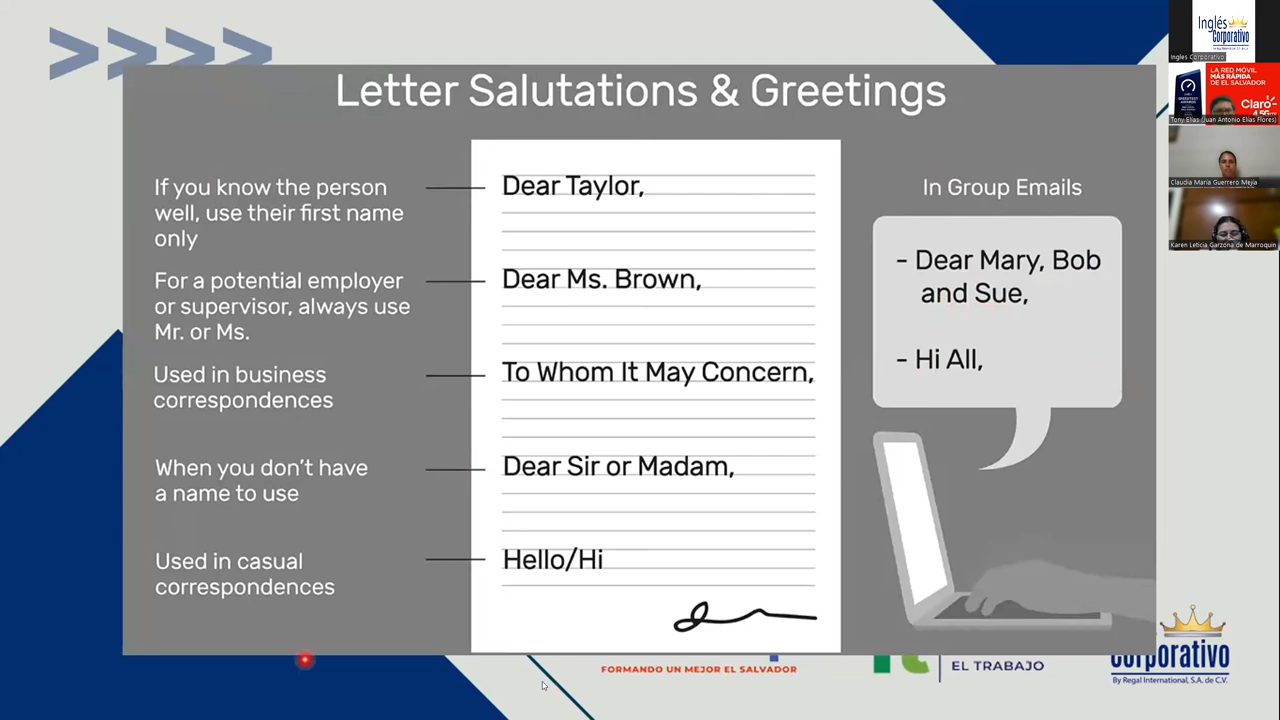 Letter Salutations & Greetings
If you know the person
well, use their first name
only
Dear Taylor,
For a potential employer
or supervisor, always use
Mr. or Ms.
Dear Ms. Brown,
Used in business
correspondences
To Whom It May Concern,
When you don't have
a name to use
Dear Sir or Madam,
Used in casual
correspondences
Hello/Hi
In Group Emails
- Dear Mary, Bob
and Sue,
- Hi All,
FORMANDO UN MEJOR EL SALVADOR
EL TRABAJO
corporativo
By Regal International, S.A. de C.V.
Inglés
Corporativo
Ingles Corporativo
LA RED MÓVIL
MÁS RÁPIDA
DE EL SALVADOR
Claro
Tony Elias (Juan Antonio Elías Flores)
Claudia María Guerrero Mejía
Karen Leticia Garzona de Marroquin